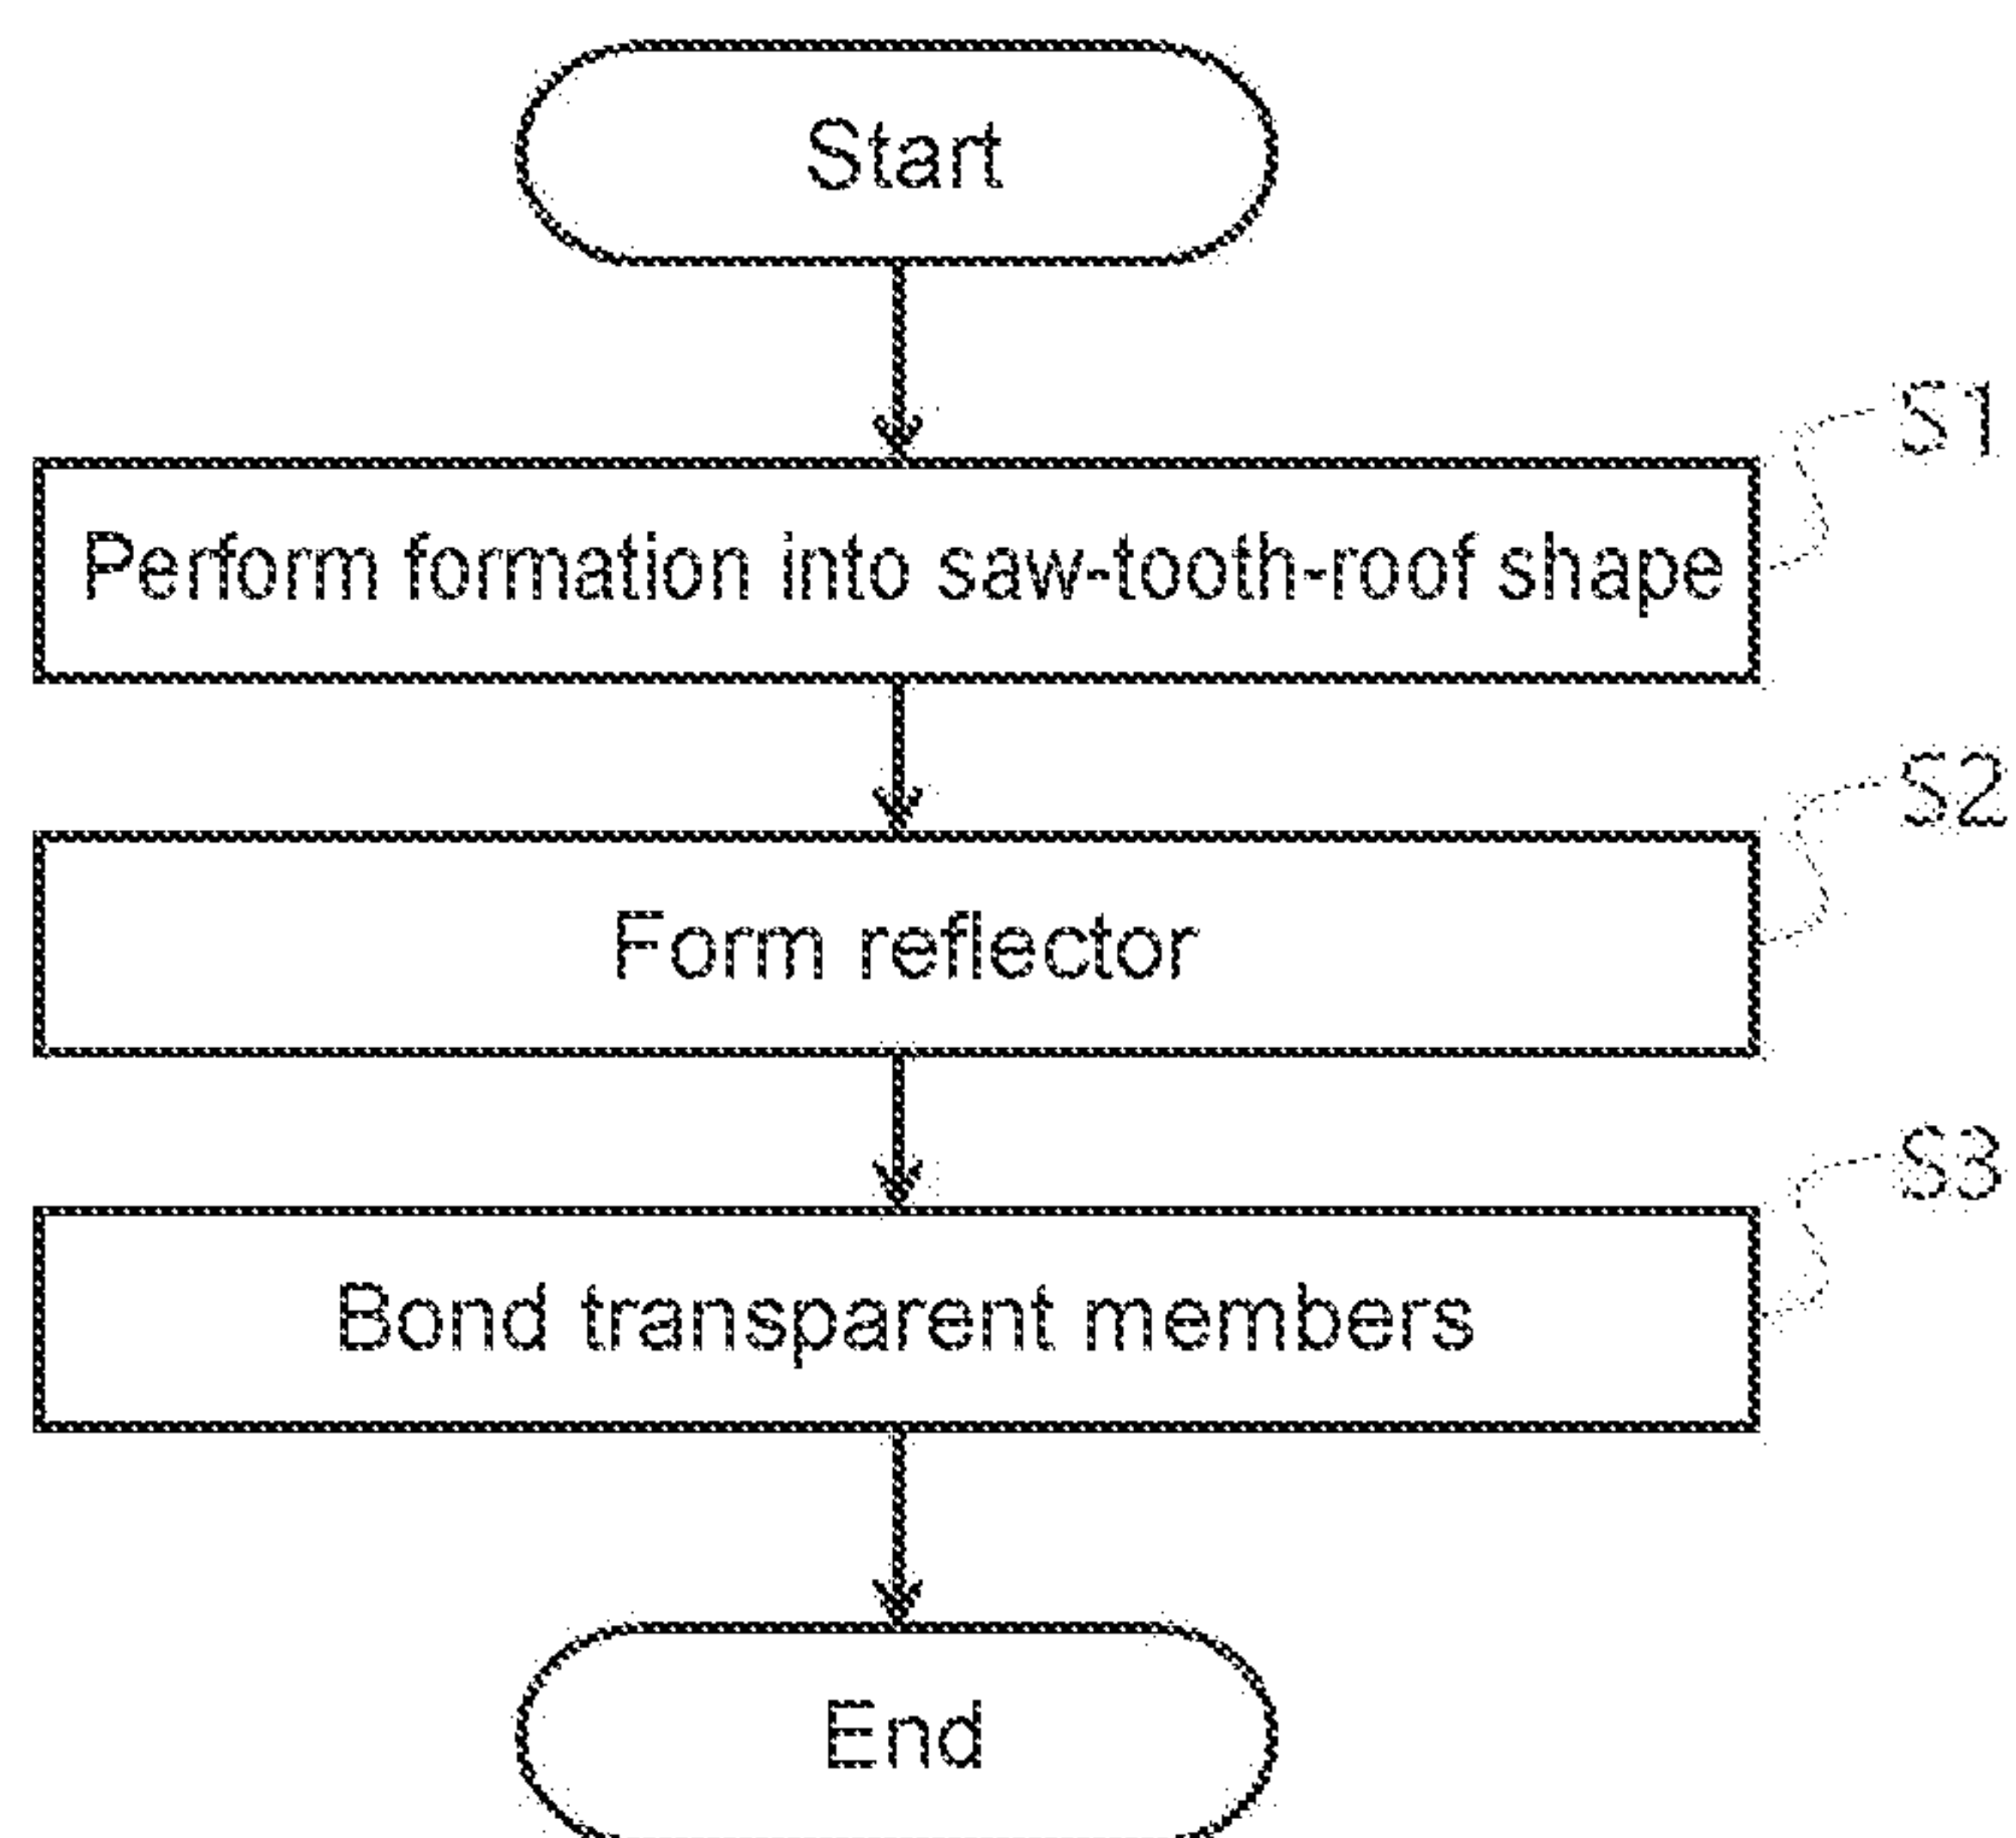 Start
S1
Perform formation into saw-tooth-roof shape
S2
Form reflector
S3
Bond transparent members
End